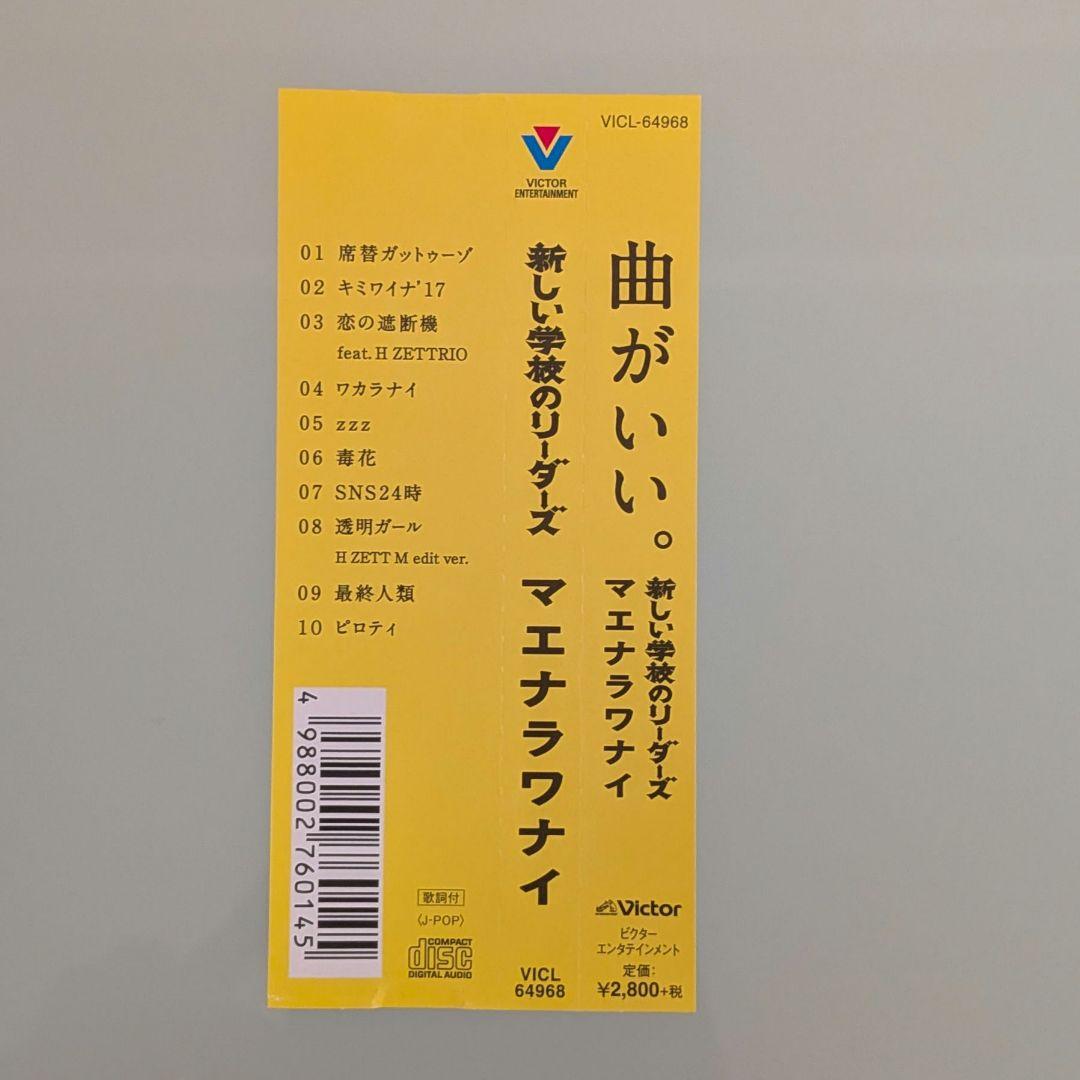 VICL-64968
曲がいい。
新しい学校のリーダーズ
マエナラワナイ
Victor
ビクター
エンタテインメント
定価：
¥2,800+税
VICTOR
ENTERTAINMENT
新しい学校のリーダーズ
マエナラワナイ
VICL
64968
01 席替ガットゥーゾ
02 キミワイナ'17
03 恋の遮断機
feat. H ZETTRIO
04 ワカラナイ
05 zzz
06 毒花
07 SNS24時
08 透明ガール
H ZETT M edit ver.
09 最終人類
10 ピロティ
4 988002 760145
歌詞付
〈J-POP〉
COMPACT
disc
DIGITAL AUDIO